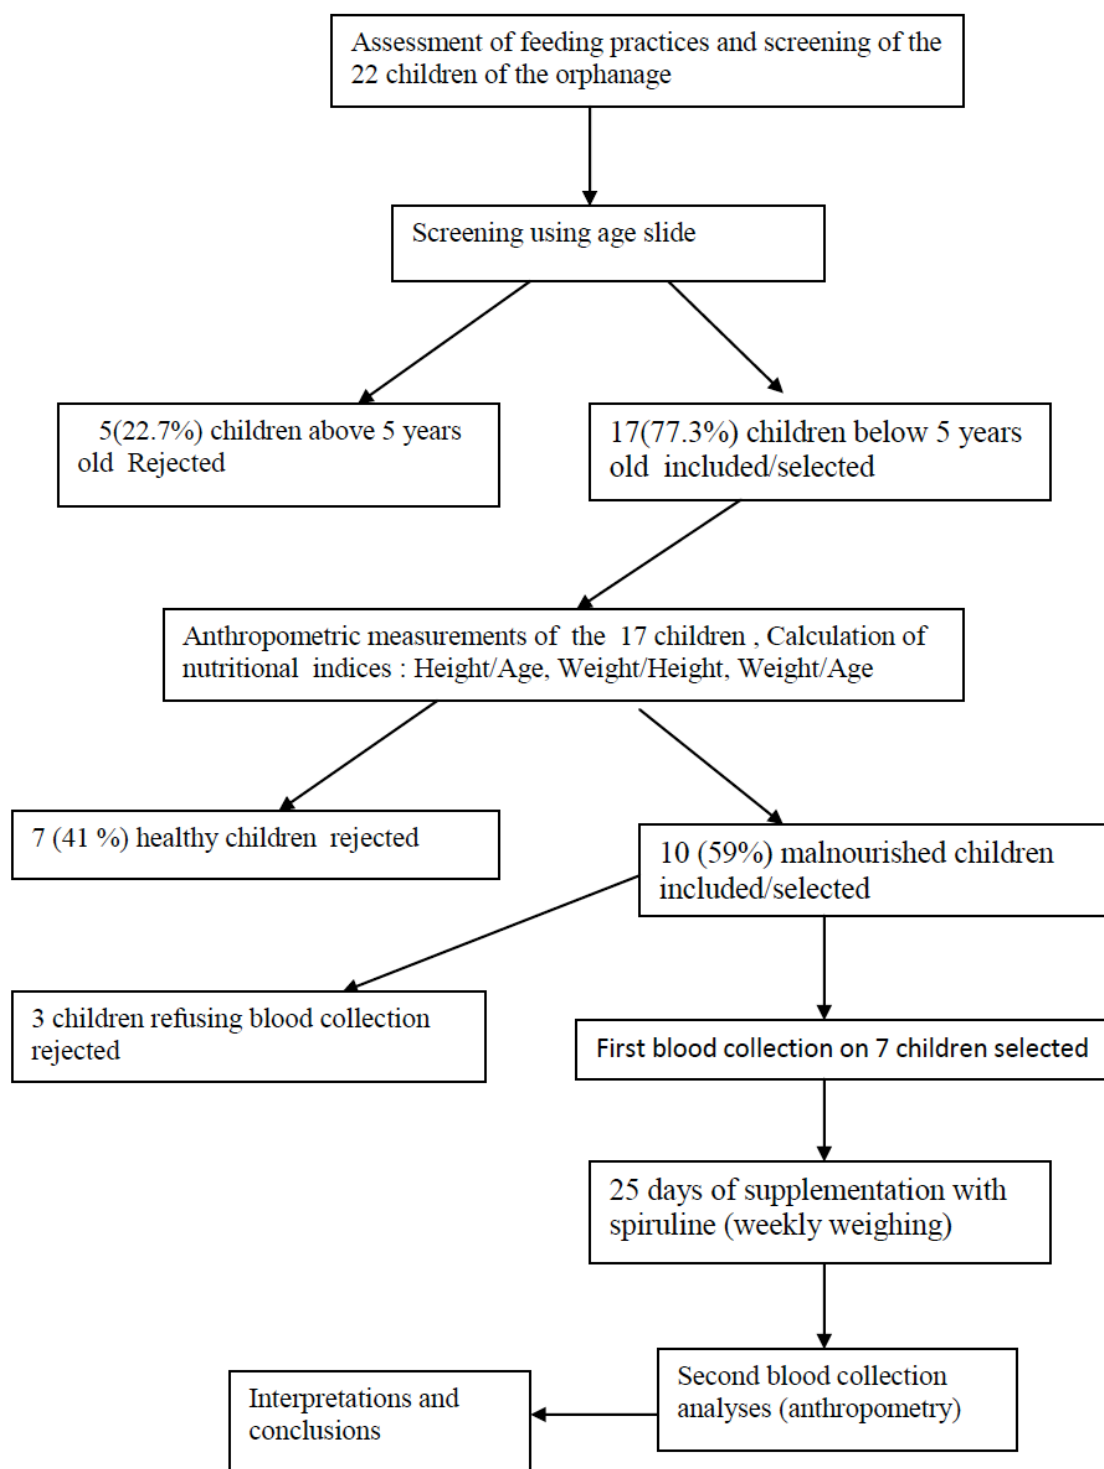 Assessment of feeding practices and screening of the
22 children of the orphanage
Screening using age slide
5(22.7%) children above 5 years
old Rejected
17(77.3%) children below 5 years
old included/selected
Anthropometric measurements of the 17 children , Calculation of
nutritional indices : Height/Age, Weight/Height, Weight/Age
7 (41 %) healthy children rejected
10 (59%) malnourished children
included/selected
3 children refusing blood collection
rejected
First blood collection on 7 children selected
25 days of supplementation with
spiruline (weekly weighing)
Second blood collection
analyses (anthropometry)
Interpretations and
conclusions